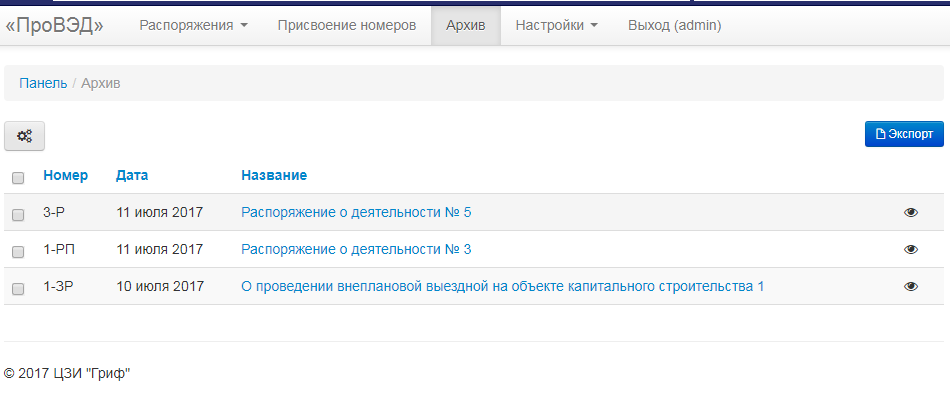 «ПроВЭД» Распоряжения Присвоение номеров Архив Настройки Выход (admin)
Панель / Архив
Экспорт
Номер Дата Название
3-Р 11 июля 2017 Распоряжение о деятельности № 5
1-РП 11 июля 2017 Распоряжение о деятельности № 3
1-ЗР 10 июля 2017 О проведении внеплановой выездной на объекте капитального строительства 1
© 2017 ЦЗИ "Гриф"